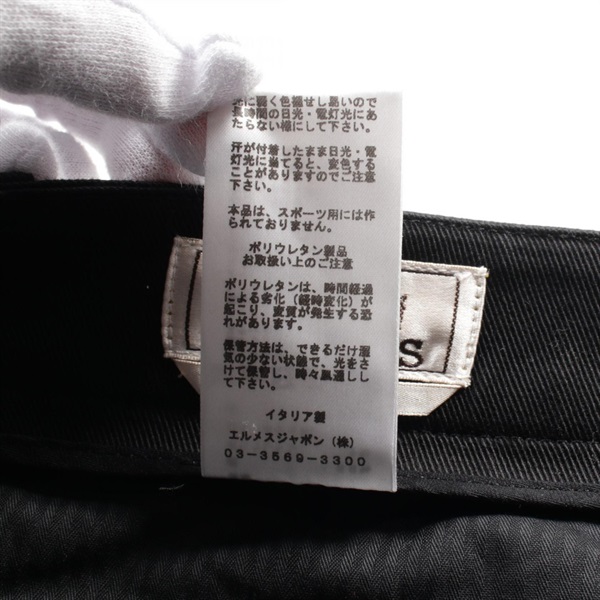 光に弱く色褪せし易いので
長時間の日光・電灯光にあ
たらない様にして下さい。
汗が付着したまま日光・電
灯光に当てると、変色する
ことがありますのでご注意
下さい。
本品は、スポーツ用には作
られておりません。
ポリウレタン製品
お取扱い上のご注意
ポリウレタンは、時間経過
による劣化（経時変化）が
起こり、変質が発生する恐
れがあります。
保管方法は、できるだけ湿
気の少ない状態で、光をさ
けて保管し、時々風通しし
て下さい。
イタリア製
エルメスジャポン（株）
03-3569-3300
S